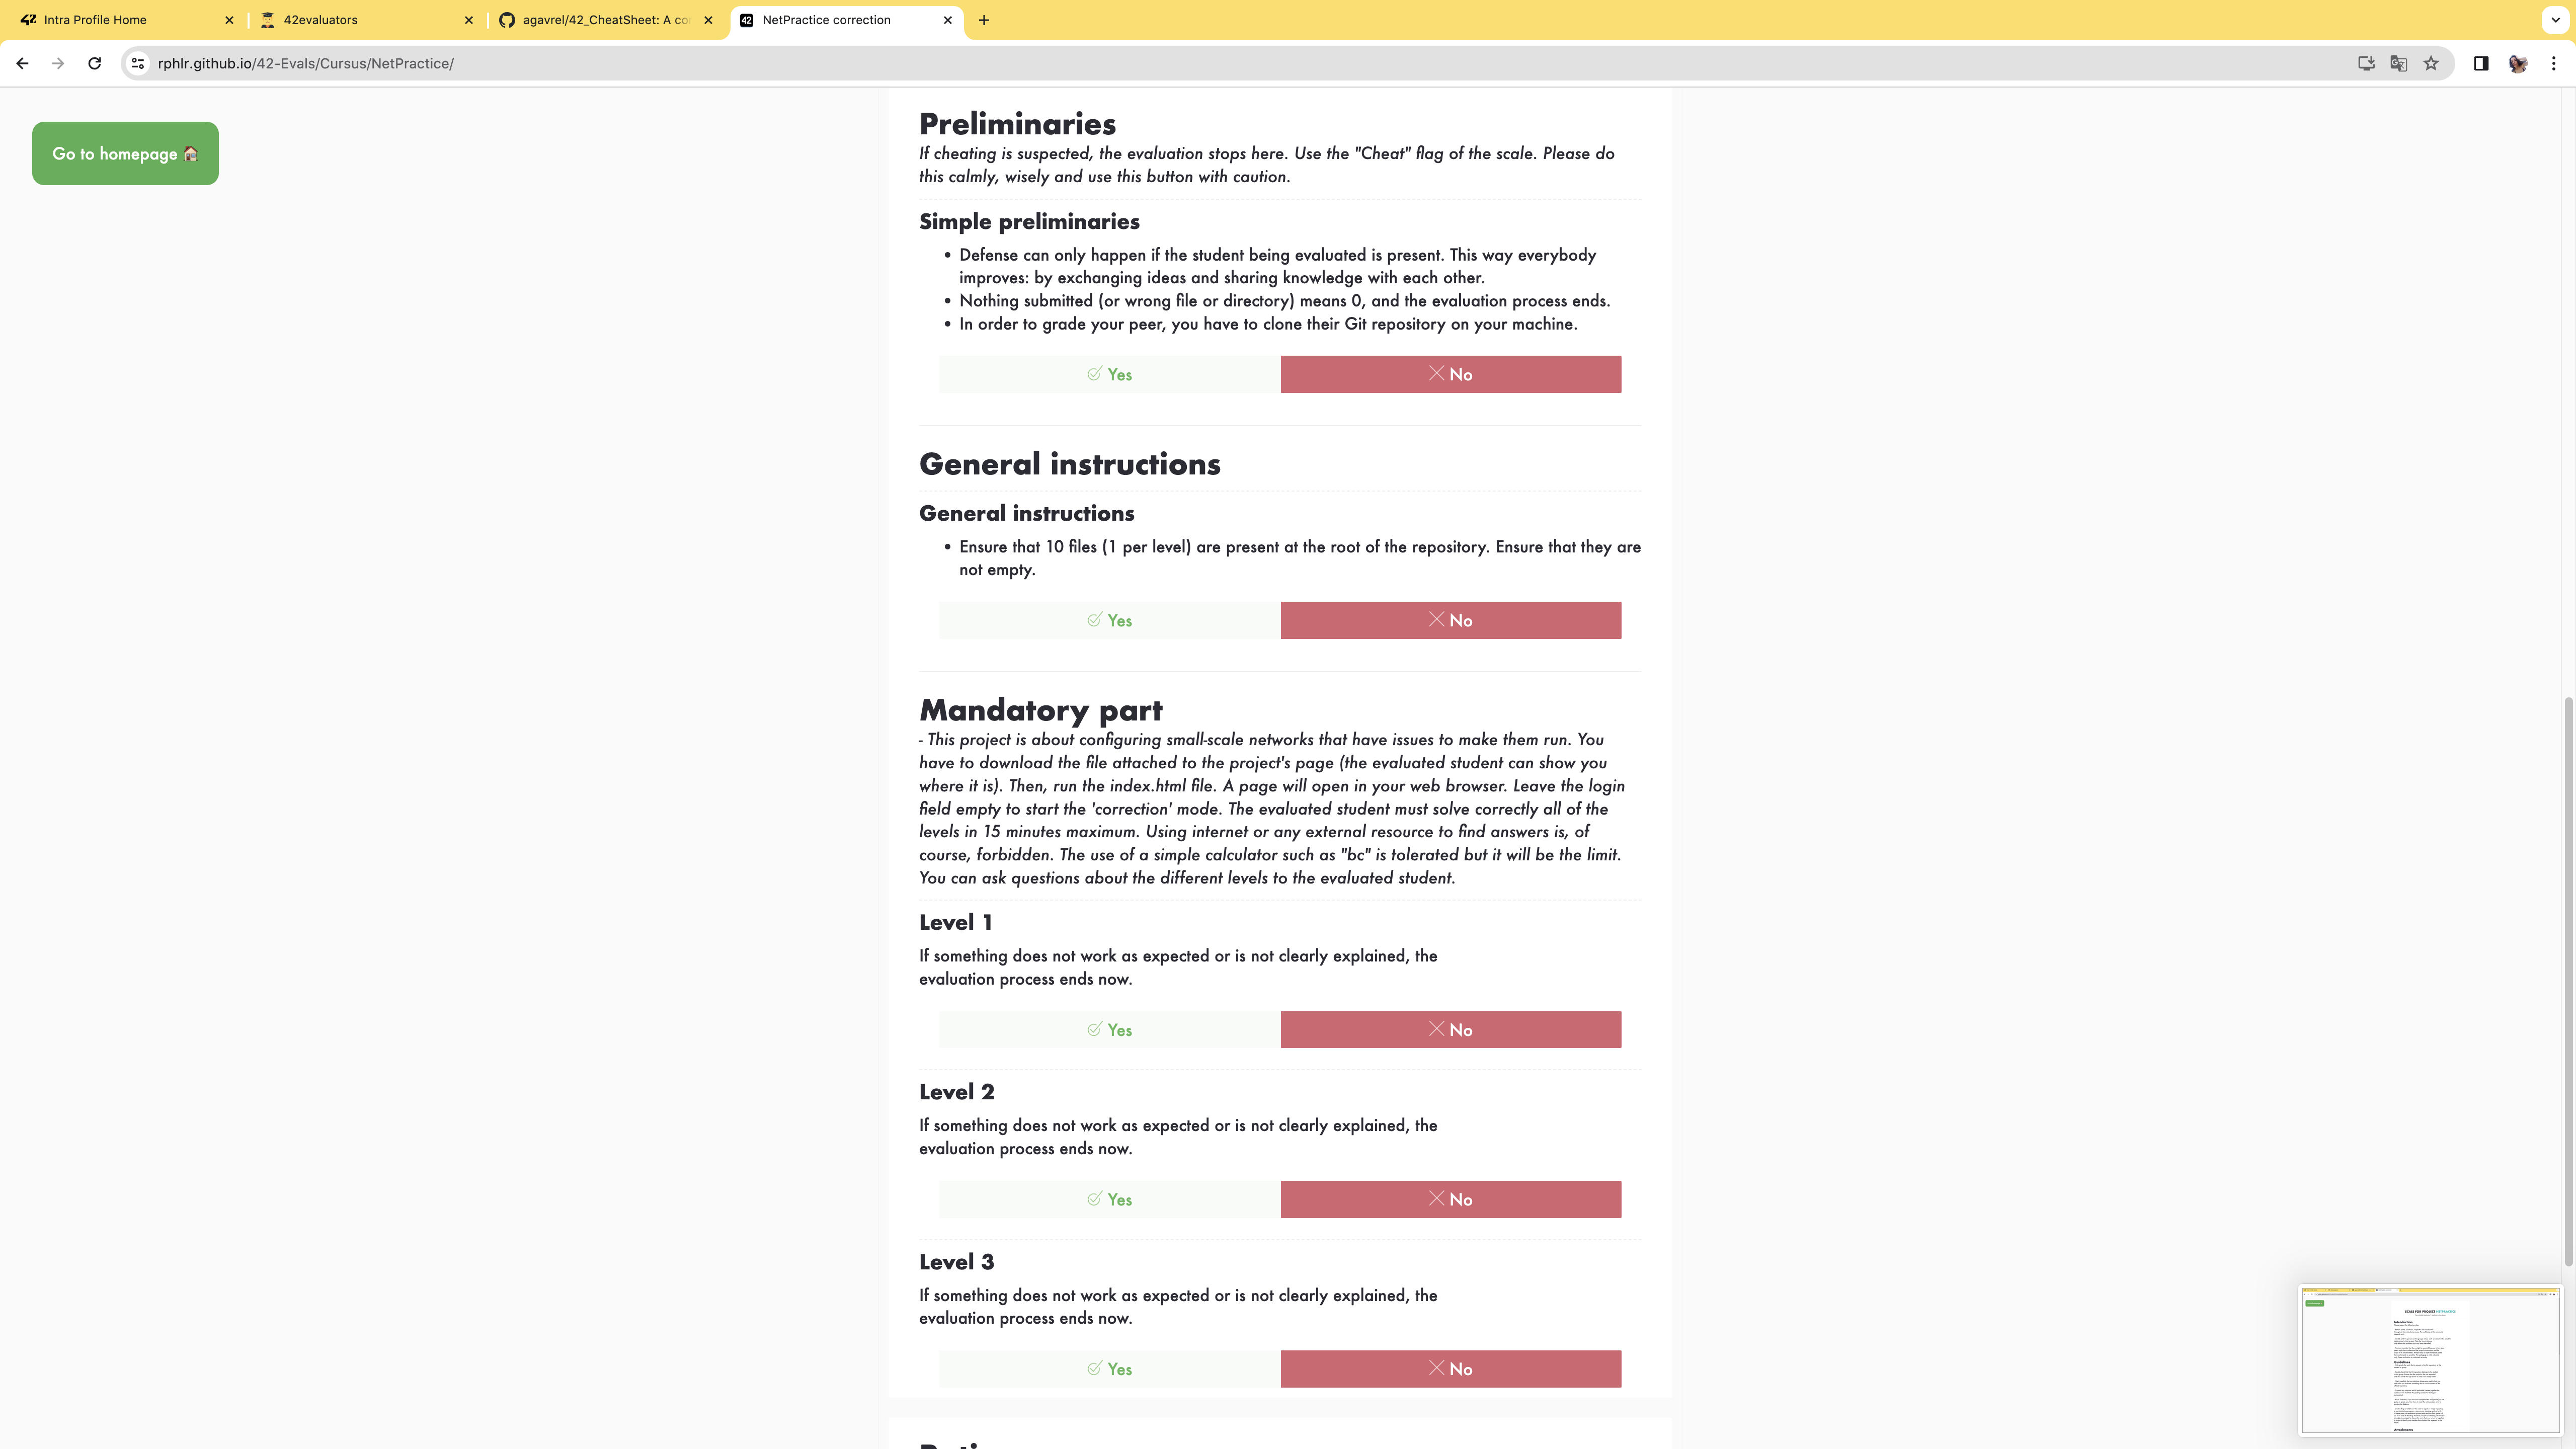 Intra Profile Home
42evaluators
agavrel/42_CheatSheet: A co
42 NetPractice correction
rphlr.github.io/42-Evals/Cursus/NetPractice/
Go to homepage
Preliminaries
If cheating is suspected, the evaluation stops here. Use the "Cheat" flag of the scale. Please do
this calmly, wisely and use this button with caution.
Simple preliminaries
• Defense can only happen if the student being evaluated is present. This way everybody
improves: by exchanging ideas and sharing knowledge with each other.
• Nothing submitted (or wrong file or directory) means 0, and the evaluation process ends.
• In order to grade your peer, you have to clone their Git repository on your machine.
Yes No
General instructions
General instructions
• Ensure that 10 files (1 per level) are present at the root of the repository. Ensure that they are
not empty.
Yes No
Mandatory part
- This project is about configuring small-scale networks that have issues to make them run. You
have to download the file attached to the project's page (the evaluated student can show you
where it is). Then, run the index.html file. A page will open in your web browser. Leave the login
field empty to start the 'correction' mode. The evaluated student must solve correctly all of the
levels in 15 minutes maximum. Using internet or any external resource to find answers is, of
course, forbidden. The use of a simple calculator such as "bc" is tolerated but it will be the limit.
You can ask questions about the different levels to the evaluated student.
Level 1
If something does not work as expected or is not clearly explained, the
evaluation process ends now.
Yes No
Level 2
If something does not work as expected or is not clearly explained, the
evaluation process ends now.
Yes No
Level 3
If something does not work as expected or is not clearly explained, the
evaluation process ends now.
Yes No
SCALE FOR PROJECT NETPRACTICE
Introduction
Guidelines
Attachments